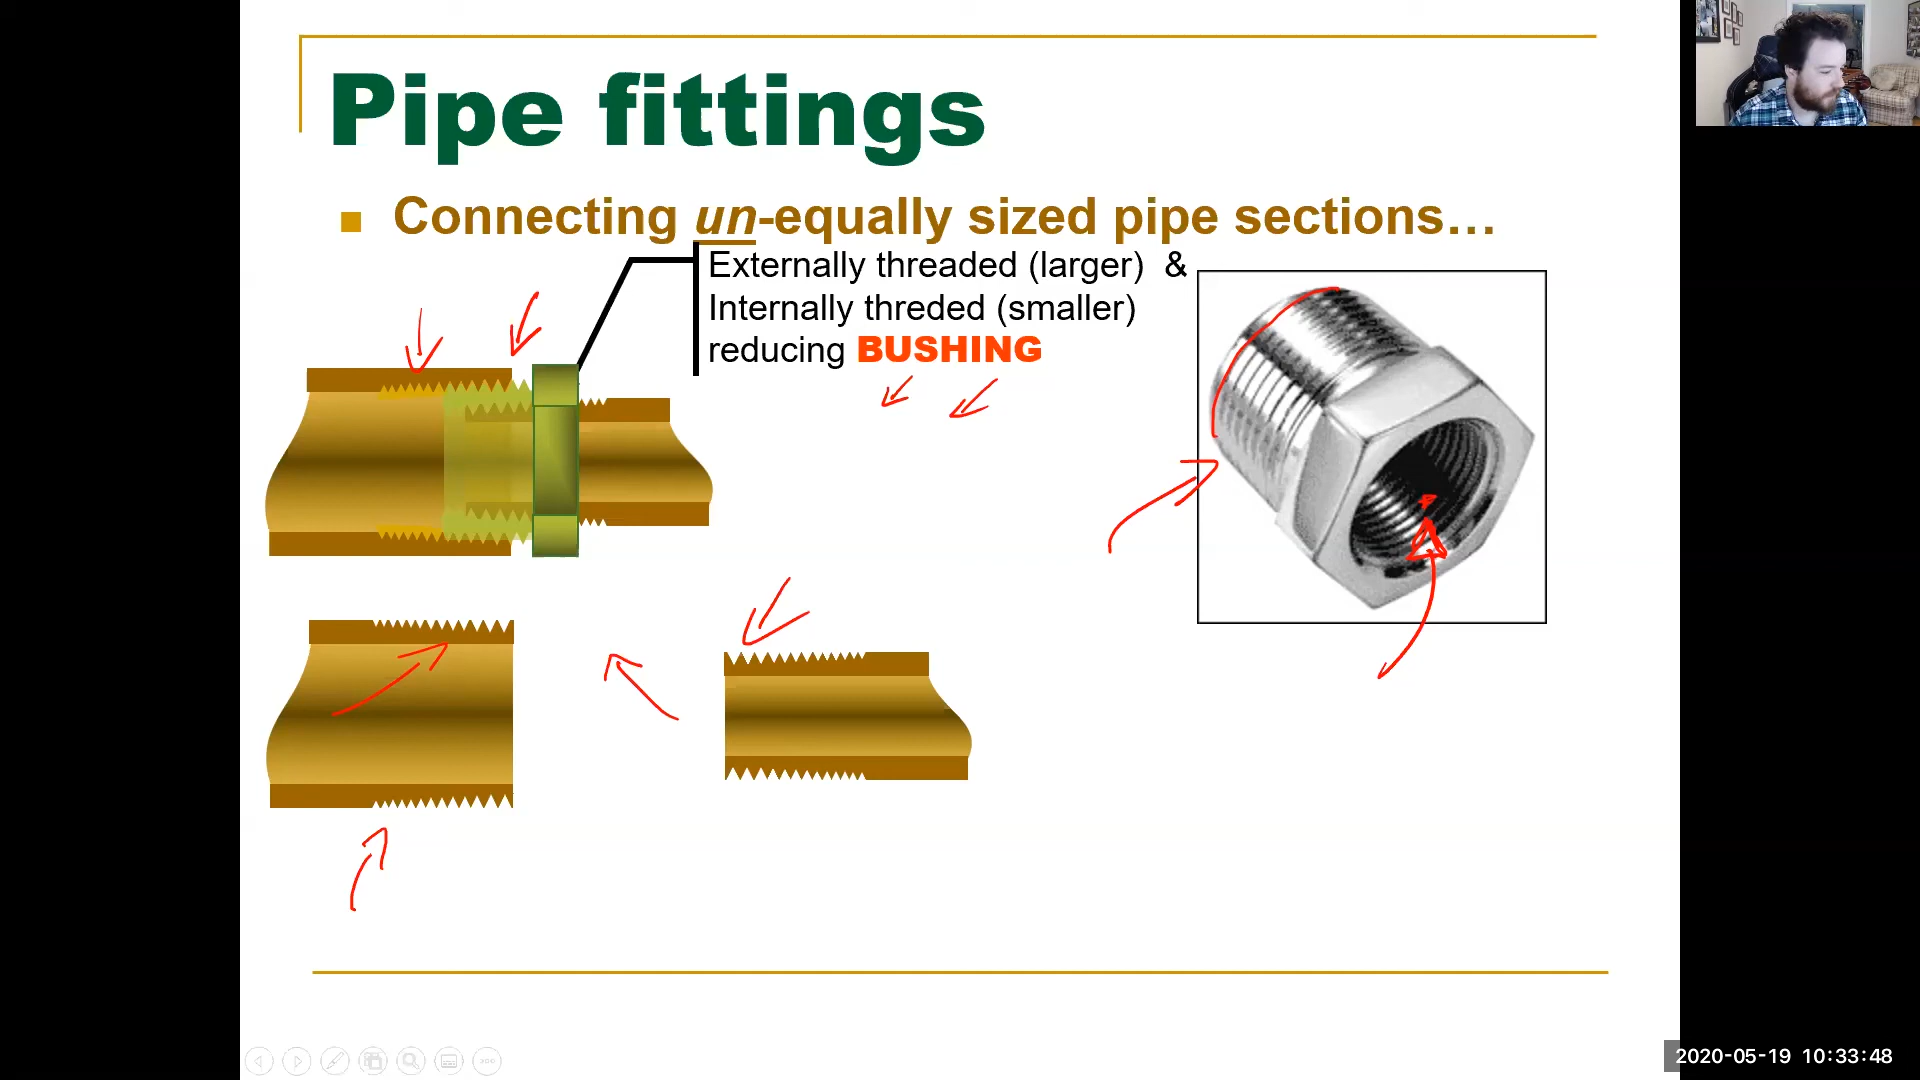 Pipe fittings
Connecting un-equally sized pipe sections...
Externally threaded (larger) &
Internally threded (smaller)
reducing BUSHING
2020-05-19 10:33:48